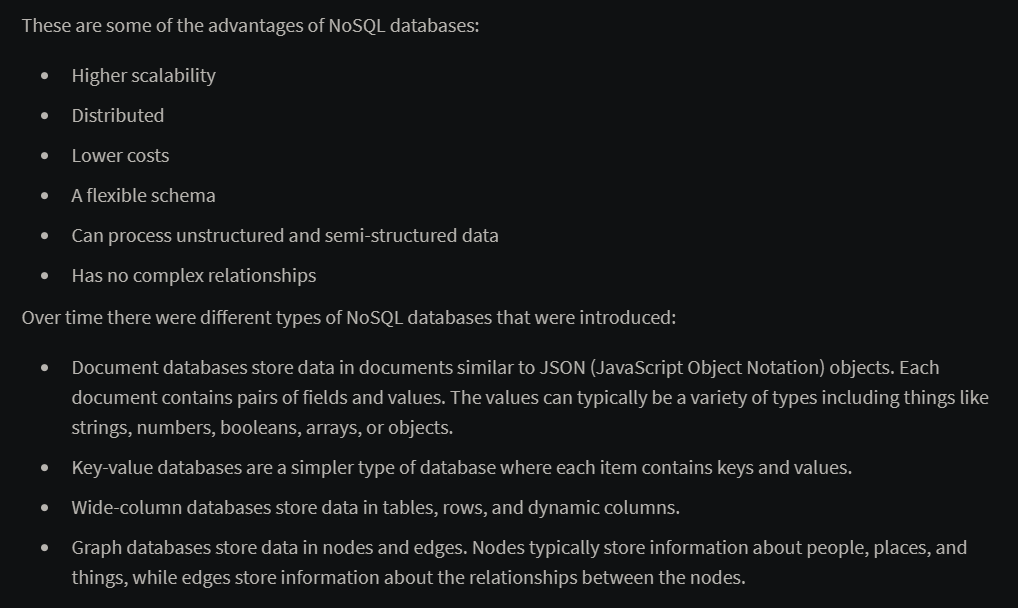 These are some of the advantages of NoSQL databases:
• Higher scalability
• Distributed
• Lower costs
• A flexible schema
• Can process unstructured and semi-structured data
• Has no complex relationships
Over time there were different types of NoSQL databases that were introduced:
• Document databases store data in documents similar to JSON (JavaScript Object Notation) objects. Each
document contains pairs of fields and values. The values can typically be a variety of types including things like
strings, numbers, booleans, arrays, or objects.
• Key-value databases are a simpler type of database where each item contains keys and values.
• Wide-column databases store data in tables, rows, and dynamic columns.
• Graph databases store data in nodes and edges. Nodes typically store information about people, places, and
things, while edges store information about the relationships between the nodes.